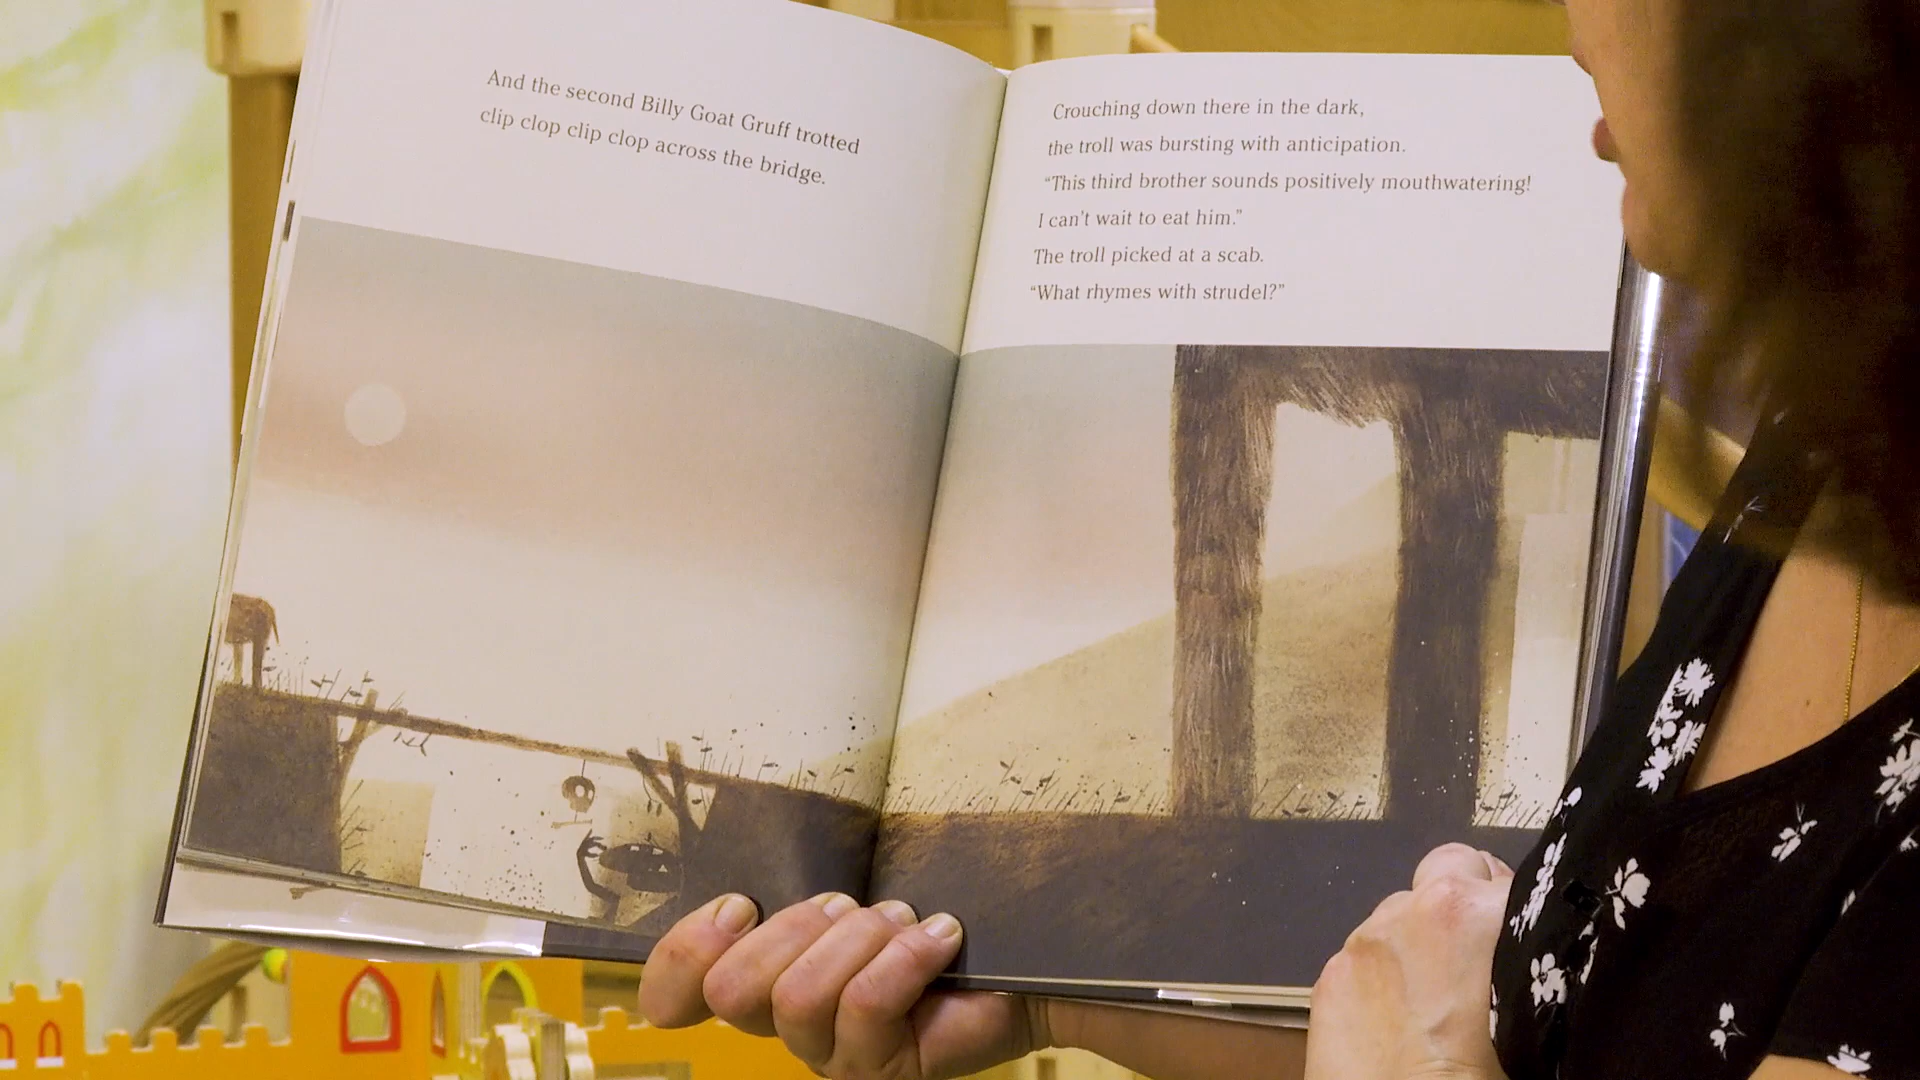 And the second Billy Goat Gruff trotted
clip clop clip clop across the bridge.
Crouching down there in the dark,
the troll was bursting with anticipation.
“This third brother sounds positively mouthwatering!
I can't wait to eat him.”
The troll picked at a scab.
“What rhymes with strudel?”